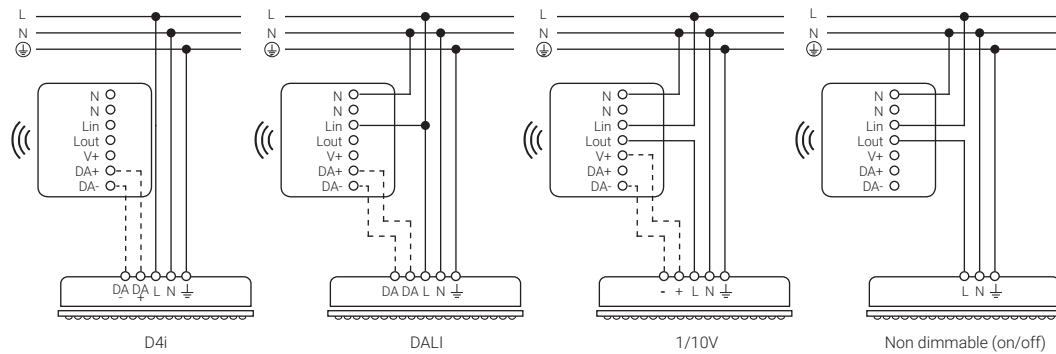 L
N
N
N
Lin
Lout
V+
DA+
DA-
DA - DA + L N
D4i
L
N
N
N
Lin
Lout
V+
DA+
DA-
DA DA L N
DALI
L
N
N
N
Lin
Lout
V+
DA+
DA-
- + L N
1/10V
L
N
N
N
Lin
Lout
V+
DA+
DA-
L N
Non dimmable (on/off)